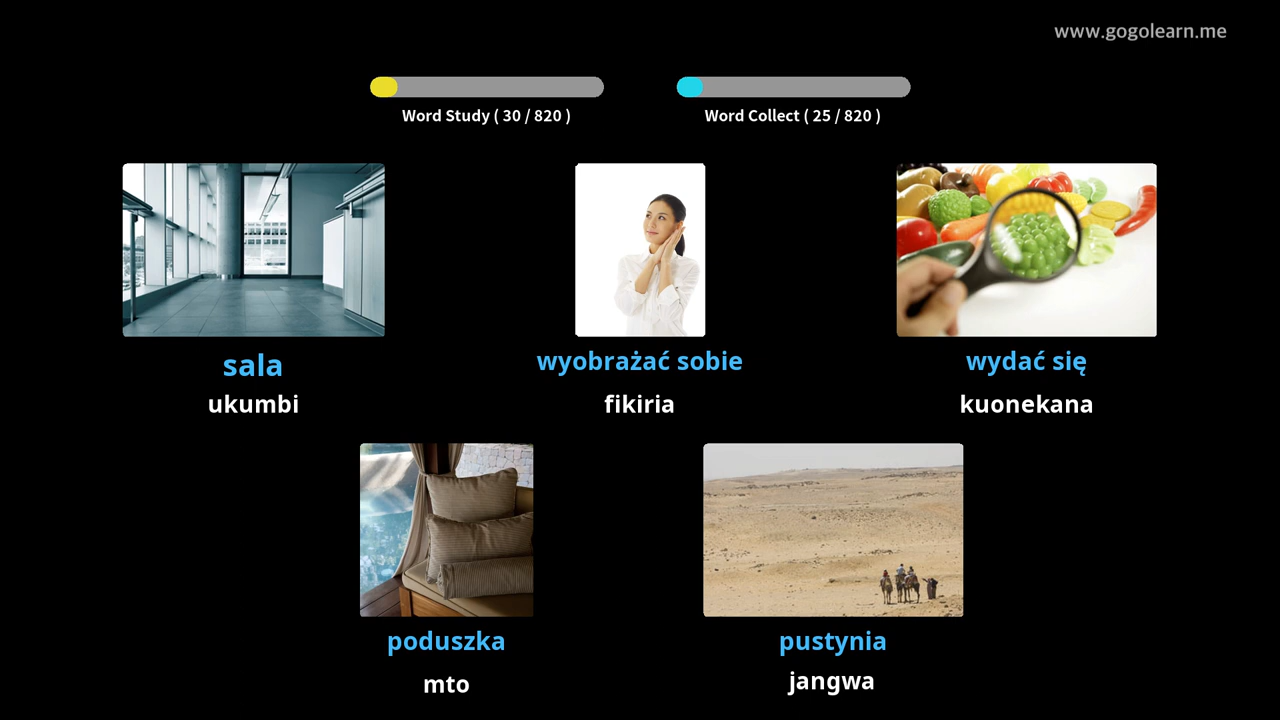 www.gogolearn.me
Word Study ( 30 / 820 )
Word Collect ( 25 / 820 )
sala
ukumbi
wyobrażać sobie
fikiria
wydać się
kuonekana
poduszka
mto
pustynia
jangwa